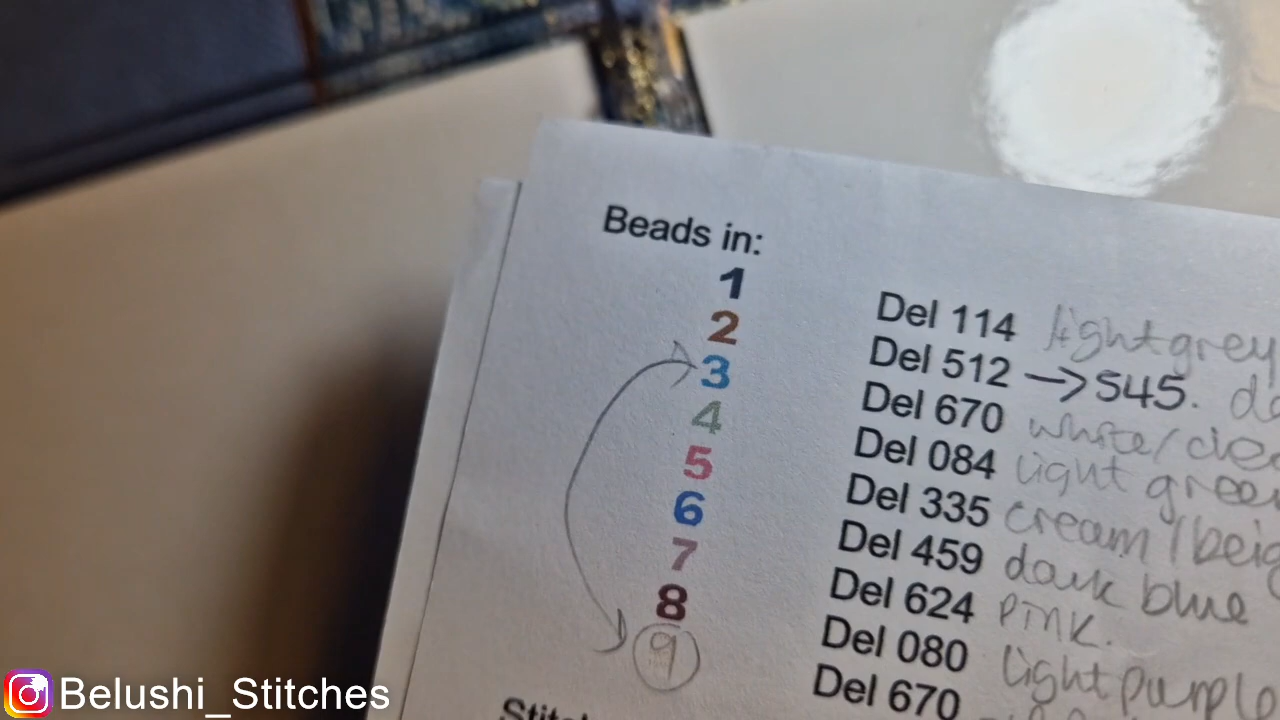 Beads in:
1 Del 114 light grey
2 Del 512 → 545.
3 Del 670 white/
4 Del 084 light green
5 Del 335 cream/
6 Del 459 dark blue
7 Del 624 PINK.
8 Del 080 light purple
9 Del 670
Belushi_Stitches